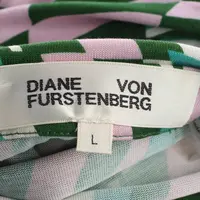 DIANE VON
FURSTENBERG
L